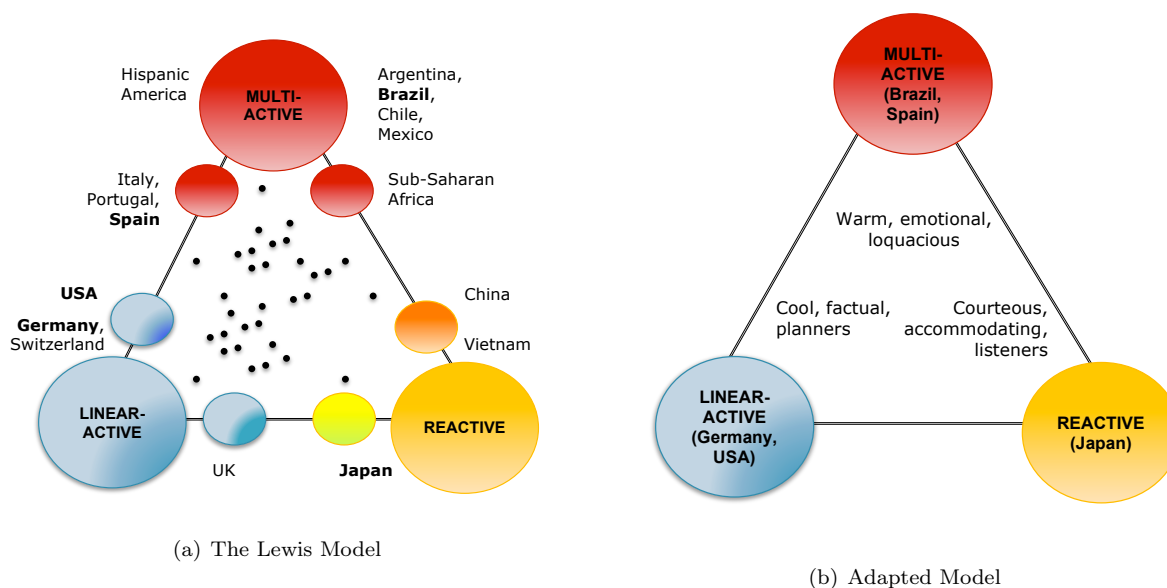 Hispanic
America
MULTI-
ACTIVE
Argentina,
Brazil,
Chile,
Mexico
Italy,
Portugal,
Spain
Sub-Saharan
Africa
USA
Germany,
Switzerland
China
Vietnam
LINEAR-
ACTIVE
REACTIVE
UK
Japan
(a) The Lewis Model
MULTI-
ACTIVE
(Brazil,
Spain)
Warm, emotional,
loquacious
Cool, factual,
planners
Courteous,
accommodating,
listeners
LINEAR-
ACTIVE
(Germany,
USA)
REACTIVE
(Japan)
(b) Adapted Model